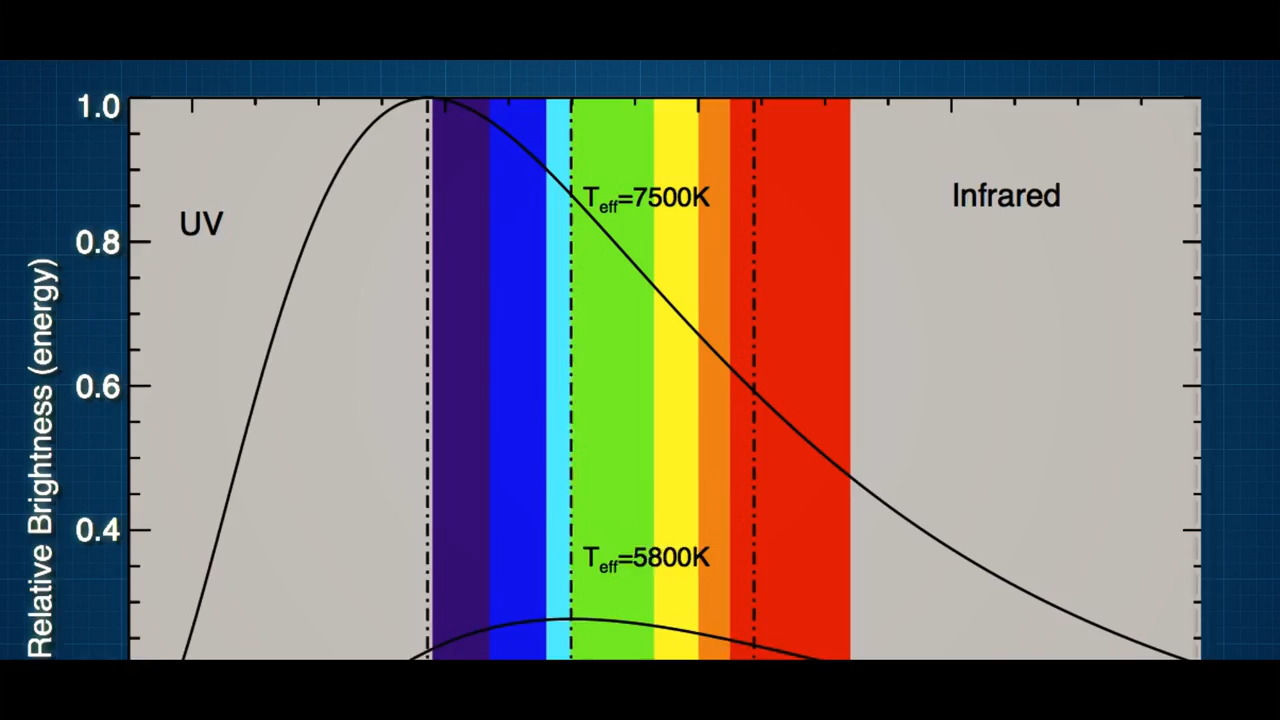 1.0
0.8
0.6
0.4
Relative Brightness (energy)
UV
Teff=7500K
Infrared
Teff=5800K